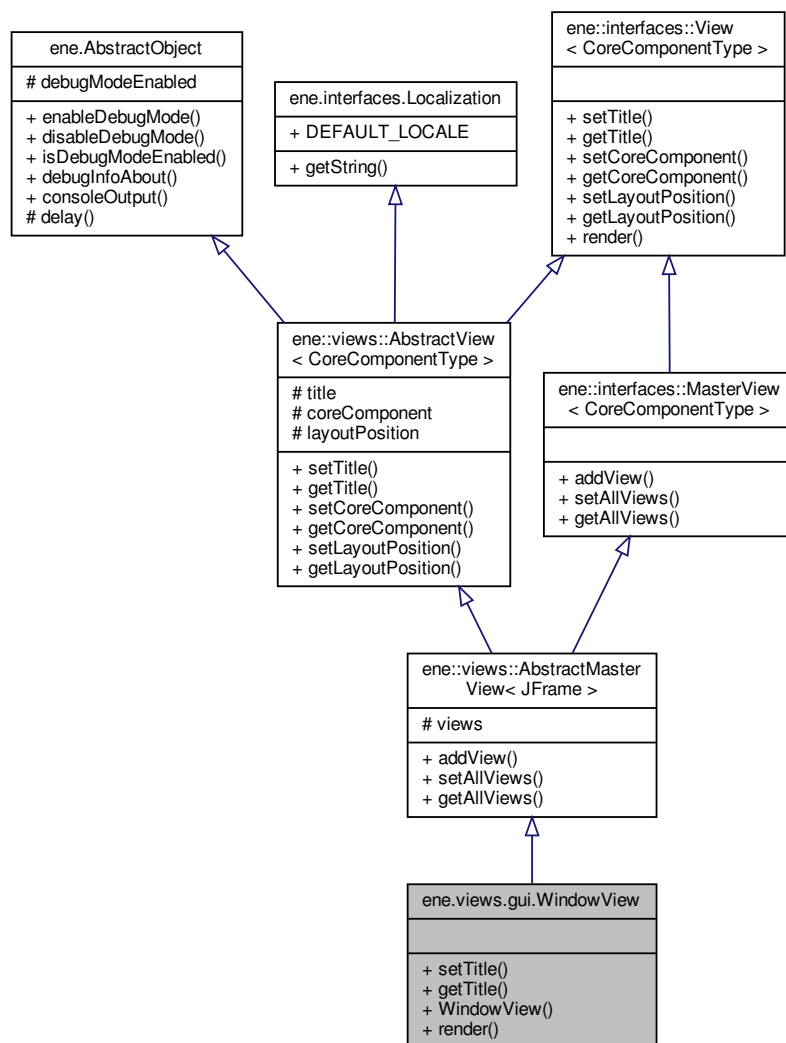 ene.AbstractObject
# debugModeEnabled
+ enableDebugMode()
+ disableDebugMode()
+ isDebugModeEnabled()
+ debugInfoAbout()
+ consoleOutput()
# delay()
ene.interfaces.Localization
+ DEFAULT_LOCALE
+ getString()
ene::interfaces::View
< CoreComponentType >
+ setTitle()
+ getTitle()
+ setCoreComponent()
+ getCoreComponent()
+ setLayoutPosition()
+ getLayoutPosition()
+ render()
ene::views::AbstractView
< CoreComponentType >
# title
# coreComponent
# layoutPosition
+ setTitle()
+ getTitle()
+ setCoreComponent()
+ getCoreComponent()
+ setLayoutPosition()
+ getLayoutPosition()
ene::interfaces::MasterView
< CoreComponentType >
+ addView()
+ setAllViews()
+ getAllViews()
ene::views::AbstractMaster
View< JFrame >
# views
+ addView()
+ setAllViews()
+ getAllViews()
ene.views.gui.WindowView
+ setTitle()
+ getTitle()
+ WindowView()
+ render()